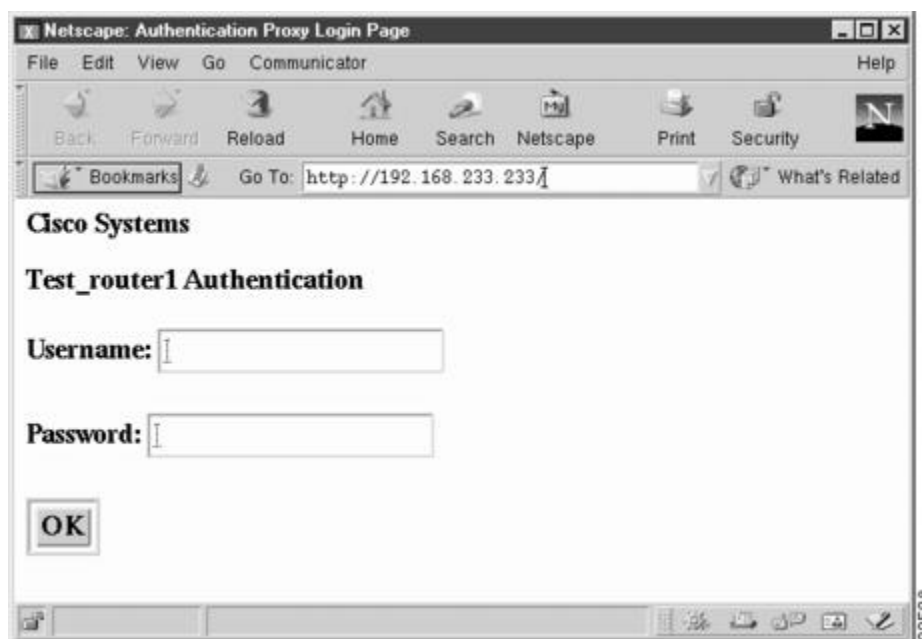 Netscape: Authentication Proxy Login Page
File Edit View Go Communicator Help
Back Forward Reload Home Search Netscape Print Security
My
N
Bookmarks Go To: http://192.168.233.233/ What's Related
Cisco Systems
Test_router1 Authentication
Username:
Password:
OK